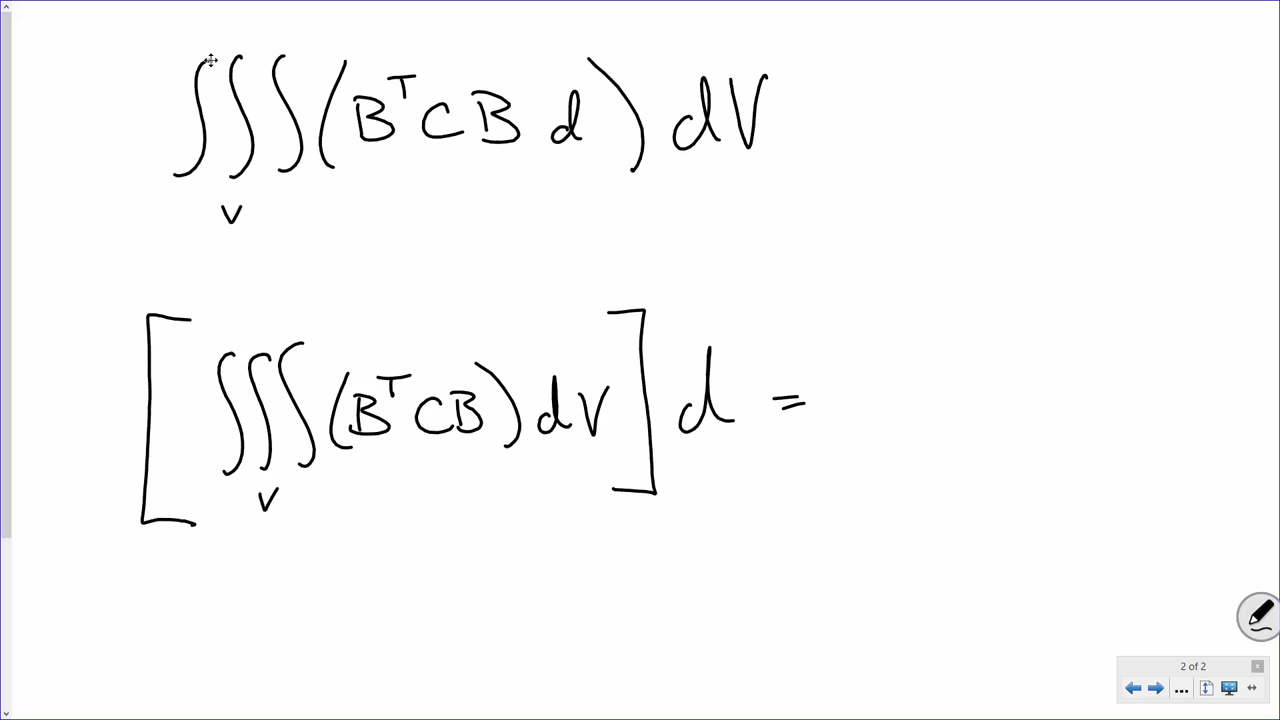 ∫∫∫ (BᵀCB d) dV
V
[ ∫∫∫ (BᵀCB) dV ] d =
V
2 of 2